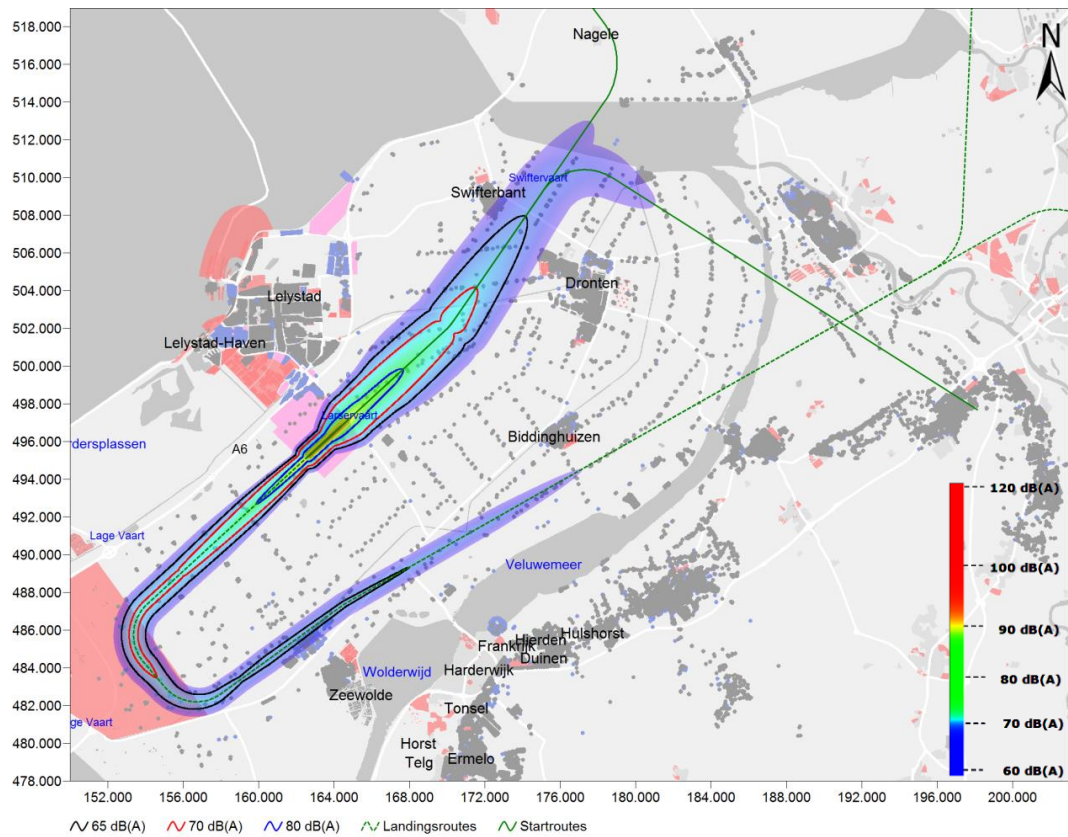 518.000
516.000
514.000
512.000
510.000
508.000
506.000
504.000
502.000
500.000
498.000
496.000
494.000
492.000
490.000
488.000
486.000
484.000
482.000
480.000
478.000
Nagele
N
Swiftervaart
Swifterbant
Dronten
Lelystad
Lelystad-Haven
Larservaart
Biddinghuizen
dersplassen
A6
Lage Vaart
Veluwemeer
Frankrijk
Hierden
Hulshorst
Duinen
Harderwijk
Wolderwijd
Zeewolde
Tonsel
ge Vaart
Horst
Telg
Ermelo
120 dB(A)
100 dB(A)
90 dB(A)
80 dB(A)
70 dB(A)
60 dB(A)
152.000 156.000 160.000 164.000 168.000 172.000 176.000 180.000 184.000 188.000 192.000 196.000 200.000
65 dB(A) 70 dB(A) 80 dB(A) Landingsroutes Startroutes